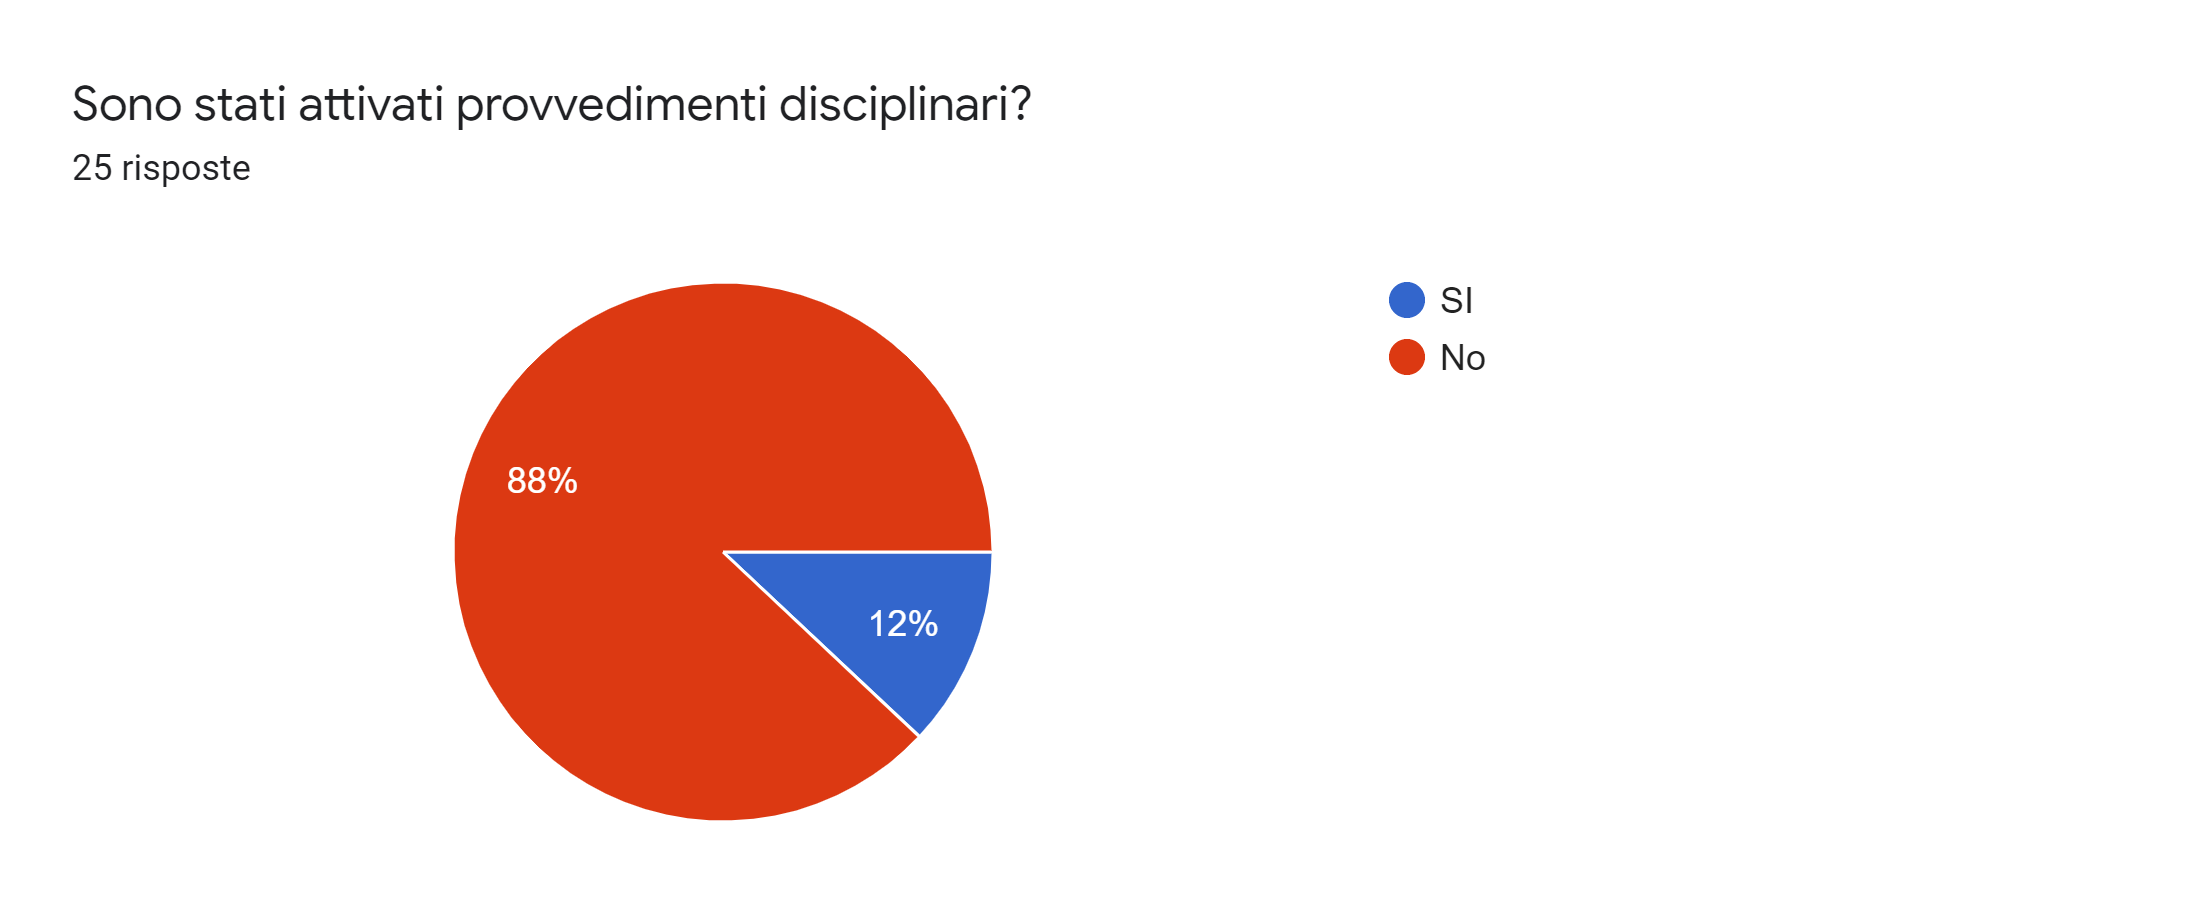 Sono stati attivati provvedimenti disciplinari?
25 risposte
SI
No
88%
12%